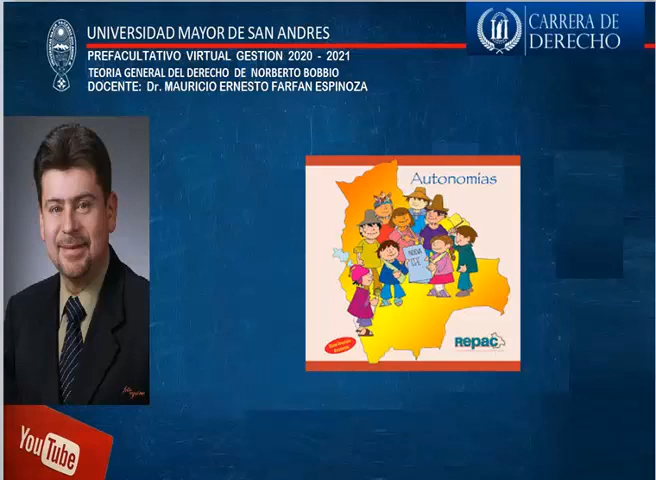 UNIVERSIDAD MAYOR DE SAN ANDRES
PREFACULTATIVO VIRTUAL GESTION 2020 - 2021
TEORIA GENERAL DEL DERECHO DE NORBERTO BOBBIO
DOCENTE: Dr. MAURICIO ERNESTO FARFAN ESPINOZA
CARRERA DE
DERECHO
Autonomías
Repac
YouTube